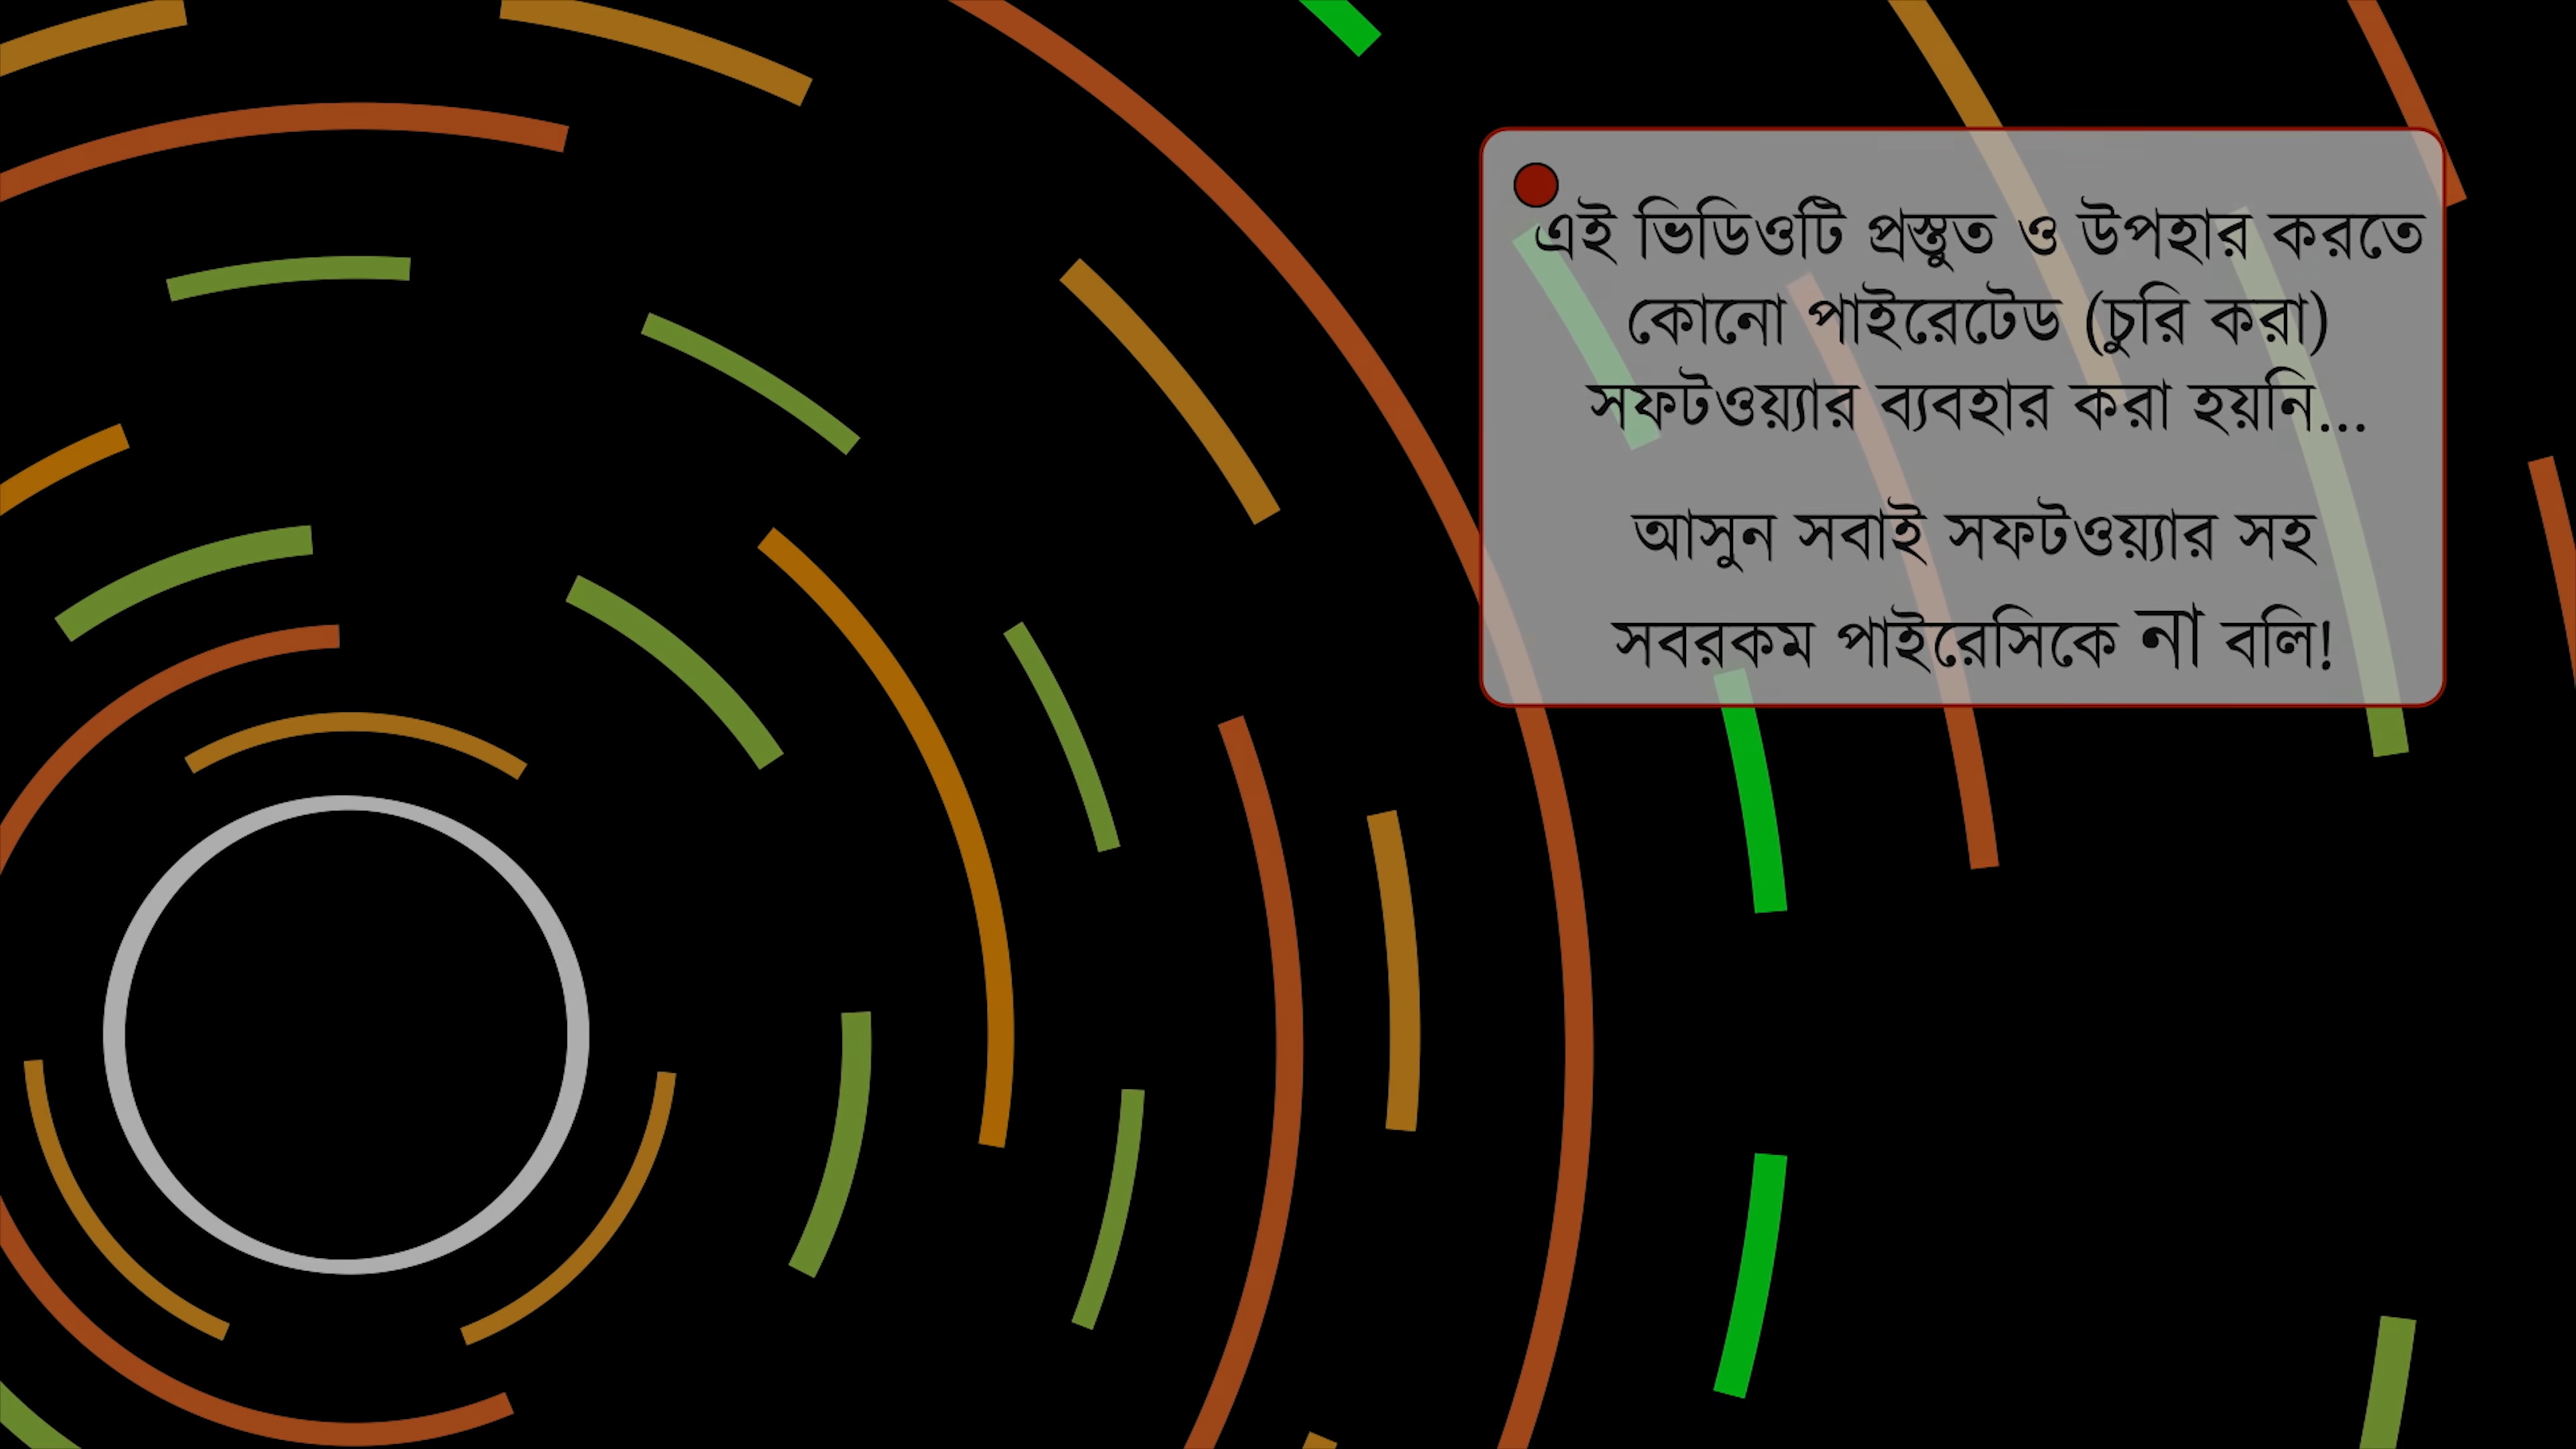 এই ভিডিওটি প্রস্তুত ও উপহার করতে
কোনো পাইরেটেড (চুরি করা)
সফটওয়্যার ব্যবহার করা হয়নি...
আসুন সবাই সফটওয়্যার সহ
সবরকম পাইরেসিকে না বলি!